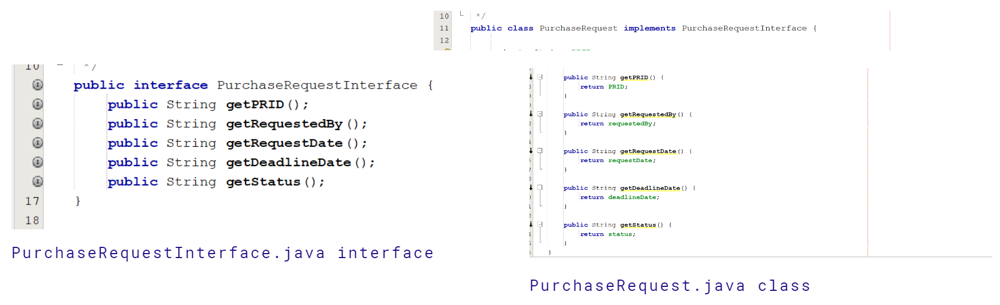 10 */
11 public class PurchaseRequest implements PurchaseRequestInterface {
12
10 */
public interface PurchaseRequestInterface {
public String getPRID();
public String getRequestedBy();
public String getRequestDate();
public String getDeadlineDate();
public String getStatus();
17 }
18
PurchaseRequestInterface.java interface
public String getPRID() {
return PRID;
}
public String getRequestedBy() {
return requestedBy;
}
public String getRequestDate() {
return requestDate;
}
public String getDeadlineDate() {
return deadlineDate;
}
public String getStatus() {
return status;
}
}
PurchaseRequest.java class